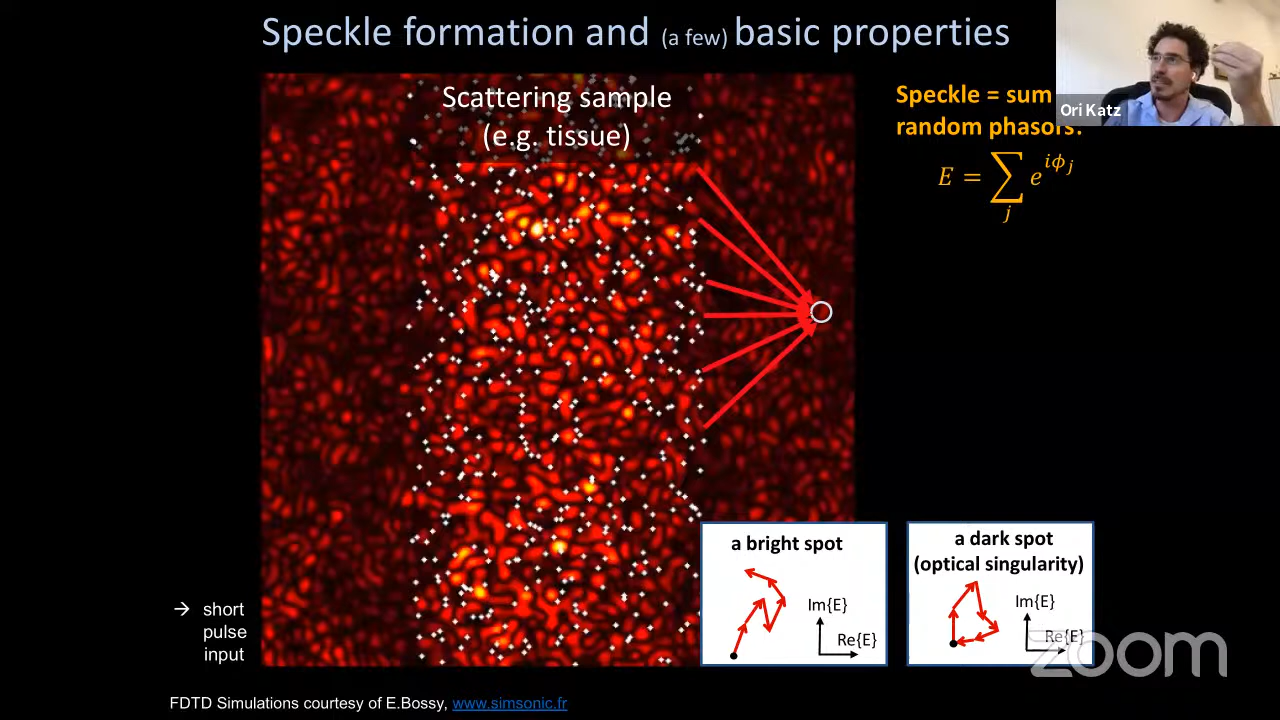 Speckle formation and (a few) basic properties
Scattering sample
(e.g. tissue)
Speckle = sum
random phasors:
E = ∑ e^{iϕ_j}
j
Ori Katz
a bright spot
Im{E}
Re{E}
a dark spot
(optical singularity)
Im{E}
Re{E}
→ short
pulse
input
zoom
FDTD Simulations courtesy of E.Bossy, www.simsonic.fr